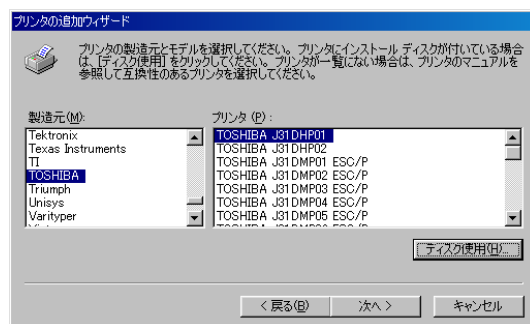 プリンタの追加ウィザード
プリンタの製造元とモデルを選択してください。プリンタにインストール ディスクが付いている場合
は、[ディスク使用] をクリックしてください。プリンタが一覧にない場合は、プリンタのマニュアルを
参照して互換性のあるプリンタを選択してください。
製造元(M):
Tektronix
Texas Instruments
TI
TOSHIBA
Triumph
Unisys
Varityper
プリンタ (P) :
TOSHIBA J31DHP01
TOSHIBA J31DHP02
TOSHIBA J31DMP01 ESC/P
TOSHIBA J31DMP02 ESC/P
TOSHIBA J31DMP03 ESC/P
TOSHIBA J31DMP04 ESC/P
TOSHIBA J31DMP05 ESC/P
ディスク使用(H)...
< 戻る(B)
次へ >
キャンセル